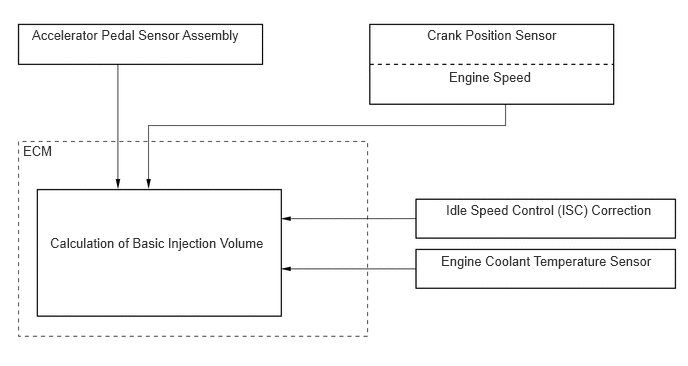 Accelerator Pedal Sensor Assembly
Crank Position Sensor
Engine Speed
ECM
Calculation of Basic Injection Volume
Idle Speed Control (ISC) Correction
Engine Coolant Temperature Sensor